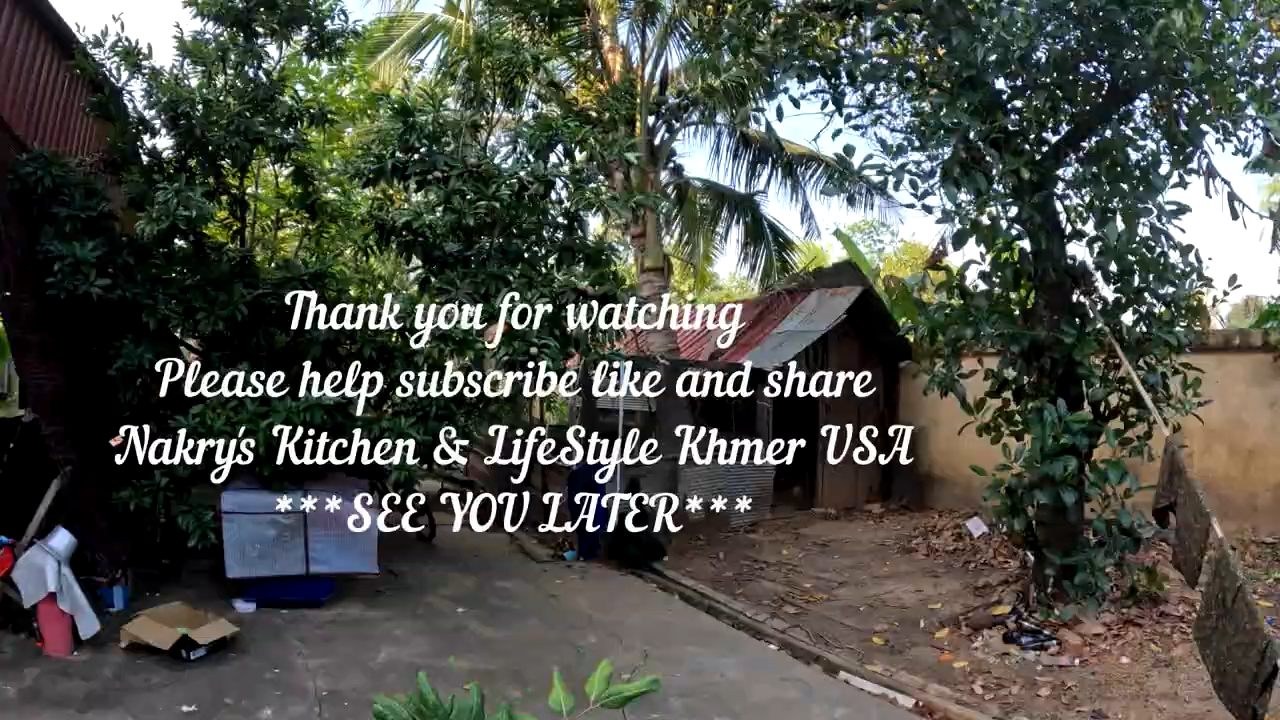 Thank you for watching
Please help subscribe like and share
Nakry's Kitchen & LifeStyle Khmer USA
***SEE YOU LATER***